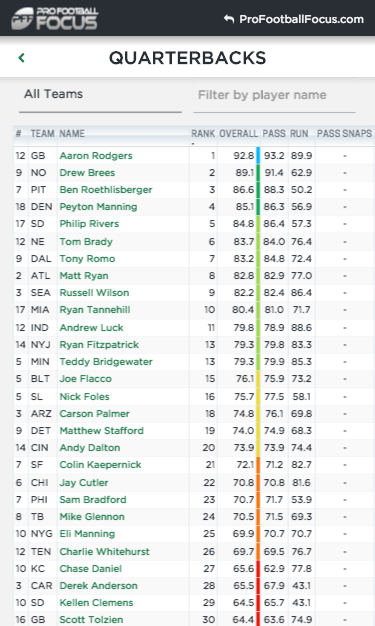 PFF PRO FOOTBALL FOCUS ProFootballFocus.com
< QUARTERBACKS
All Teams Filter by player name
# TEAM NAME RANK OVERALL PASS RUN PASS SNAPS
12 GB Aaron Rodgers 1 92.8 93.2 89.9 -
9 NO Drew Brees 2 89.1 91.4 62.9 -
7 PIT Ben Roethlisberger 3 86.6 88.3 50.2 -
18 DEN Peyton Manning 4 85.1 86.3 56.9 -
17 SD Philip Rivers 5 84.8 86.4 57.3 -
12 NE Tom Brady 6 83.7 84.0 76.4 -
9 DAL Tony Romo 7 83.2 84.8 72.4 -
2 ATL Matt Ryan 8 82.8 82.9 77.0 -
3 SEA Russell Wilson 9 82.2 82.4 86.4 -
17 MIA Ryan Tannehill 10 80.4 81.0 71.7 -
12 IND Andrew Luck 11 79.8 78.9 88.6 -
14 NYJ Ryan Fitzpatrick 13 79.3 79.8 83.3 -
5 MIN Teddy Bridgewater 13 79.3 79.9 85.3 -
5 BLT Joe Flacco 15 76.1 75.9 73.2 -
5 SL Nick Foles 16 75.7 77.5 58.1 -
3 ARZ Carson Palmer 18 74.8 76.1 69.8 -
9 DET Matthew Stafford 19 74.0 74.9 68.3 -
14 CIN Andy Dalton 20 73.9 73.9 74.4 -
7 SF Colin Kaepernick 21 72.1 71.2 82.7 -
6 CHI Jay Cutler 22 70.8 70.8 81.6 -
7 PHI Sam Bradford 23 70.7 71.7 53.9 -
8 TB Mike Glennon 24 70.5 71.5 69.3 -
10 NYG Eli Manning 25 69.9 70.7 70.7 -
12 TEN Charlie Whitehurst 26 69.7 69.5 76.7 -
10 KC Chase Daniel 27 65.6 62.9 77.8 -
3 CAR Derek Anderson 28 65.5 67.9 43.1 -
10 SD Kellen Clemens 29 64.5 65.7 43.1 -
16 GB Scott Tolzien 30 64.4 63.6 74.9 -